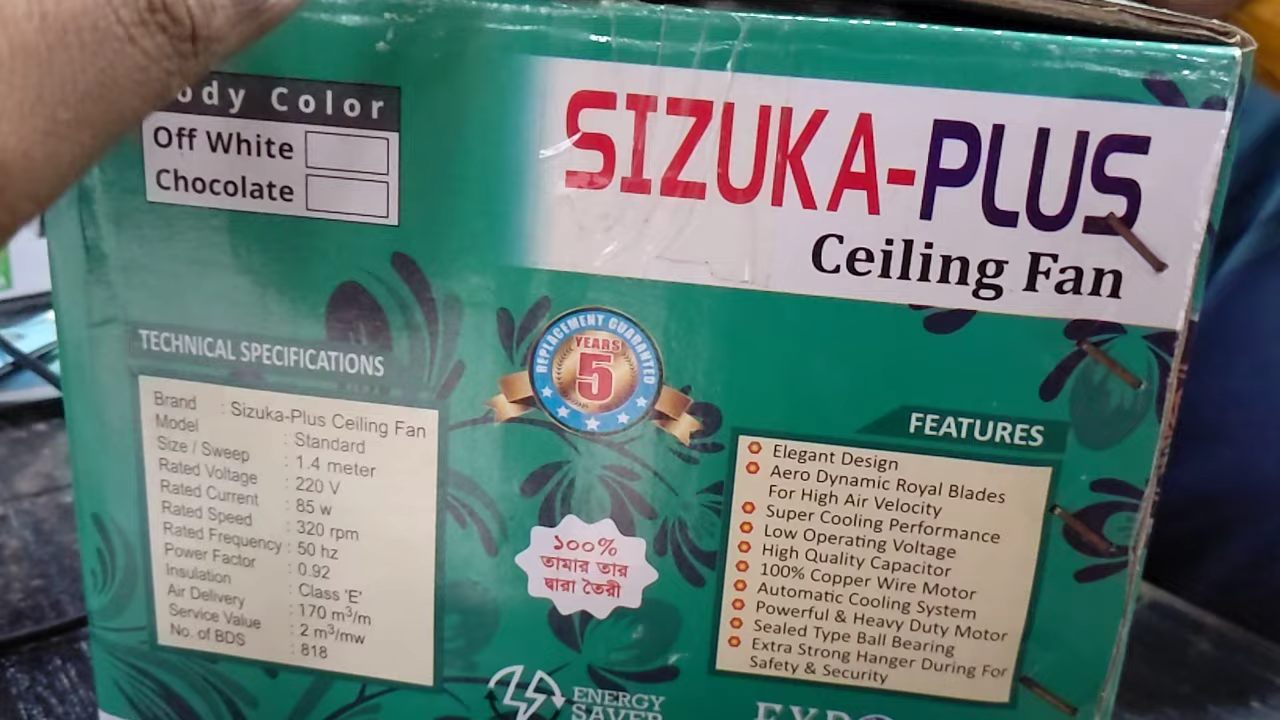 Body Color
Off White
Chocolate
SIZUKA-PLUS
Ceiling Fan
TECHNICAL SPECIFICATIONS
Brand : Sizuka-Plus Ceiling Fan
Model : Standard
Size / Sweep : 1.4 meter
Rated Voltage : 220 V
Rated Current : 85 w
Rated Speed : 320 rpm
Rated Frequency : 50 hz
Power Factor : 0.92
Insulation : Class 'E'
Air Delivery : 170 m³/m
Service Value : 2 m³/mw
No. of BDS : 818
REPLACEMENT GUARANTED
YEARS
5
১০০%
তামার তার
দ্বারা তৈরী
FEATURES
Elegant Design
Aero Dynamic Royal Blades
For High Air Velocity
Super Cooling Performance
Low Operating Voltage
High Quality Capacitor
100% Copper Wire Motor
Automatic Cooling System
Powerful & Heavy Duty Motor
Sealed Type Ball Bearing
Extra Strong Hanger During For
Safety & Security
ENERGY
SAVER